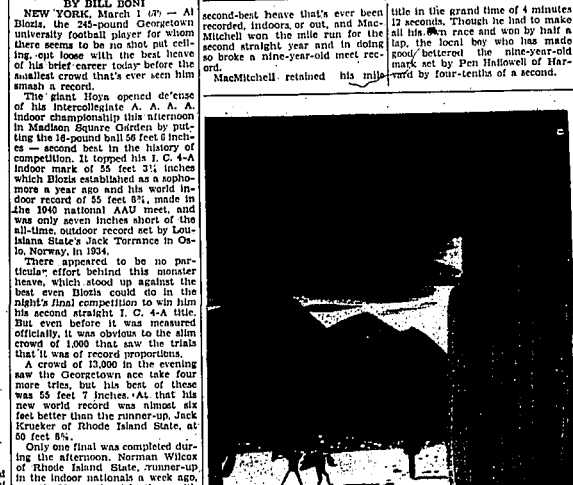 BY BILL BONI
NEW YORK, March 1 (AP) — Al
Blozis, the 245-pound Georgetown
university football player for whom
there seems to be no shot put ceil-
ing, cut loose with the best heave
of his brief career today before the
smallest crowd that's ever seen him
smash a record.
The giant Hoya opened defense
of his Intercollegiate A. A. A. A.
indoor championship this afternoon
in Madison Square Garden by put-
ting the 16-pound ball 56 feet 6 inch-
es — second best in the history of
competition. It topped his I. C. 4-A
indoor mark of 55 feet 3¼ inches
which Blozis established as a sopho-
more a year ago and his world in-
door record of 55 feet 8¾, made in
the 1940 national AAU meet, and
was only seven inches short of the
all-time, outdoor record set by Lou-
isiana State's Jack Torrance in Os-
lo, Norway, in 1934.
There appeared to be no par-
ticular effort behind this monster
heave, which stood up against the
best even Blozis could do in the
night's final competition to win him
his second straight I. C. 4-A title.
But even before it was measured
officially, it was obvious to the slim
crowd of 1,000 that saw the trials
that it was of record proportions.
A crowd of 13,000 in the evening
saw the Georgetown ace take four
more tries, but his best of these
was 55 feet 7 inches. At that his
new world record was almost six
feet better than the runner-up, Jack
Krueker of Rhode Island State, at
50 feet 8¾.
Only one final was completed dur-
ing the afternoon. Norman Wilcox
of Rhode Island State, runner-up
in the indoor nationals a week ago,
second-best heave that's ever been
recorded, indoors, or out, and Mac-
Mitchell won the mile run for the
second straight year and in doing
so broke a nine-year-old meet rec-
ord.
MacMitchell retained his mile
title in the grand time of 4 minutes
12 seconds. Though he had to make
all his own race and won by half a
lap, the local boy who has made
good bettered the nine-year-old
mark set by Pen Hallowell of Har-
vard by four-tenths of a second.